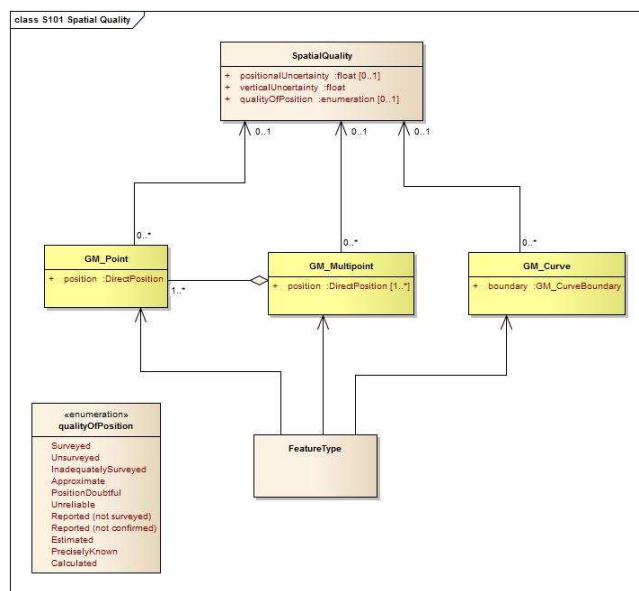 class S101 Spatial Quality
SpatialQuality
+ positionalUncertainty :float [0..1]
+ verticalUncertainty :float
+ qualityOfPosition :enumeration [0..1]
0..1
0..1
0..1
0..*
0..*
0..*
GM_Point
+ position :DirectPosition
1..*
GM_Multipoint
+ position :DirectPosition [1..*]
GM_Curve
+ boundary :GM_CurveBoundary
«enumeration»
qualityOfPosition
Surveyed
Unsurveyed
InadequatelySurveyed
Approximate
PositionDoubtful
Unreliable
Reported (not surveyed)
Reported (not confirmed)
Estimated
PreciselyKnown
Calculated
FeatureType